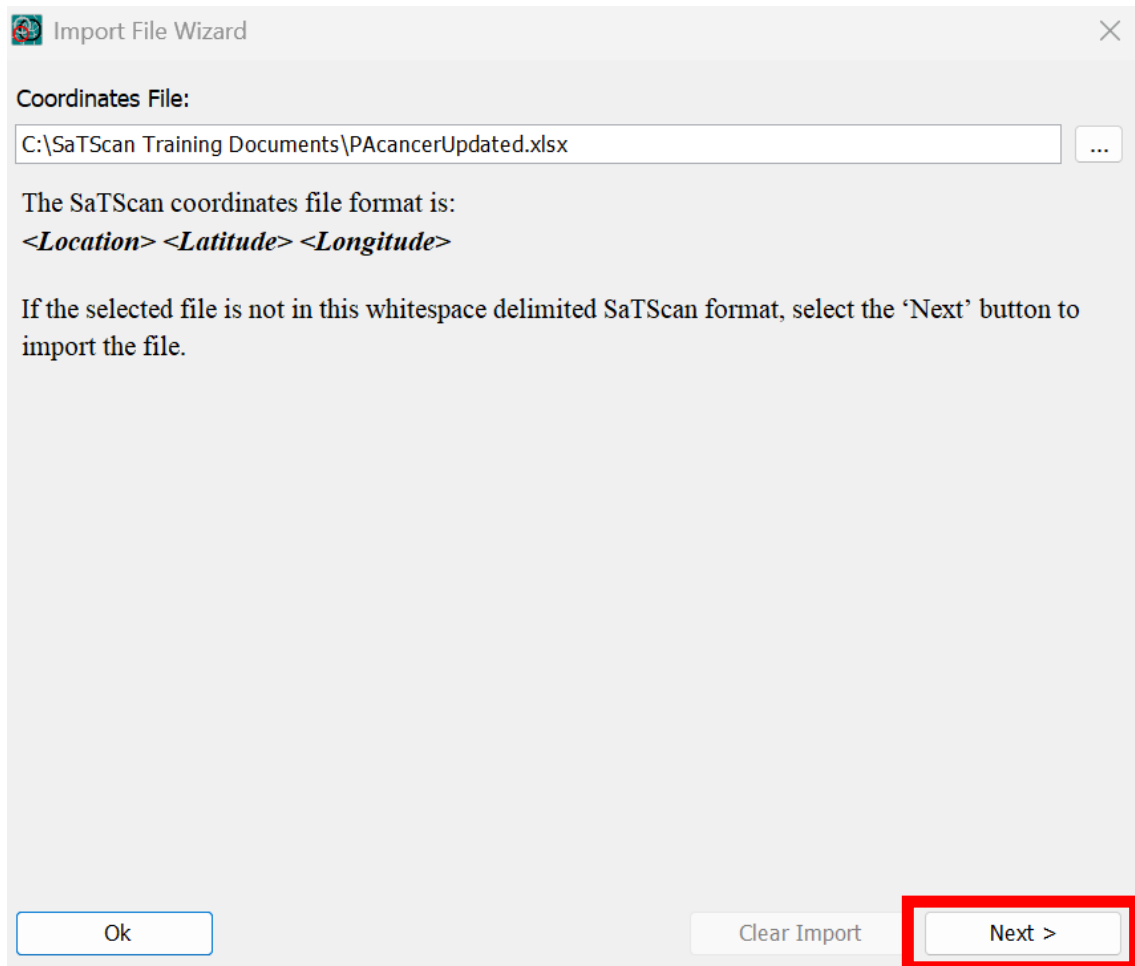 Import File Wizard
Coordinates File:
C:\SaTScan Training Documents\PAcancerUpdated.xlsx
...
The SaTScan coordinates file format is:
<Location> <Latitude> <Longitude>
If the selected file is not in this whitespace delimited SaTScan format, select the ‘Next’ button to
import the file.
Ok
Clear Import
Next >